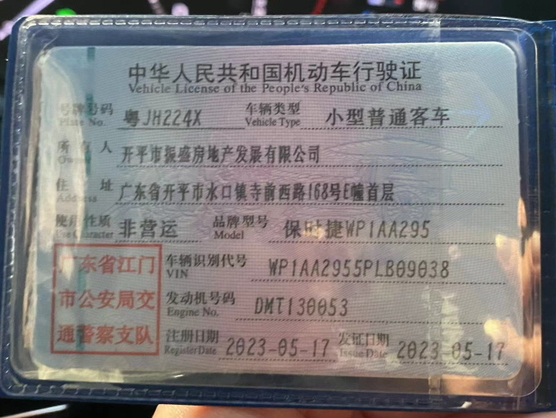 中华人民共和国机动车行驶证
Vehicle License of the People's Republic of China
号牌号码 粤JH224X 车辆类型 小型普通客车
Plate No. Vehicle Type
所有人 开平市振盛房地产发展有限公司
Owner
住址 广东省开平市水口镇寺前西路168号E幢首层
Address
使用性质 非营运 品牌型号 保时捷WP1AA295
Use Character Model
广东省江门
市公安局交
通警察支队
车辆识别代号 WP1AA2955PLB09038
VIN
发动机号码 DMT130053
Engine No.
注册日期 2023-05-17 发证日期 2023-05-17
Register Date Issue Date